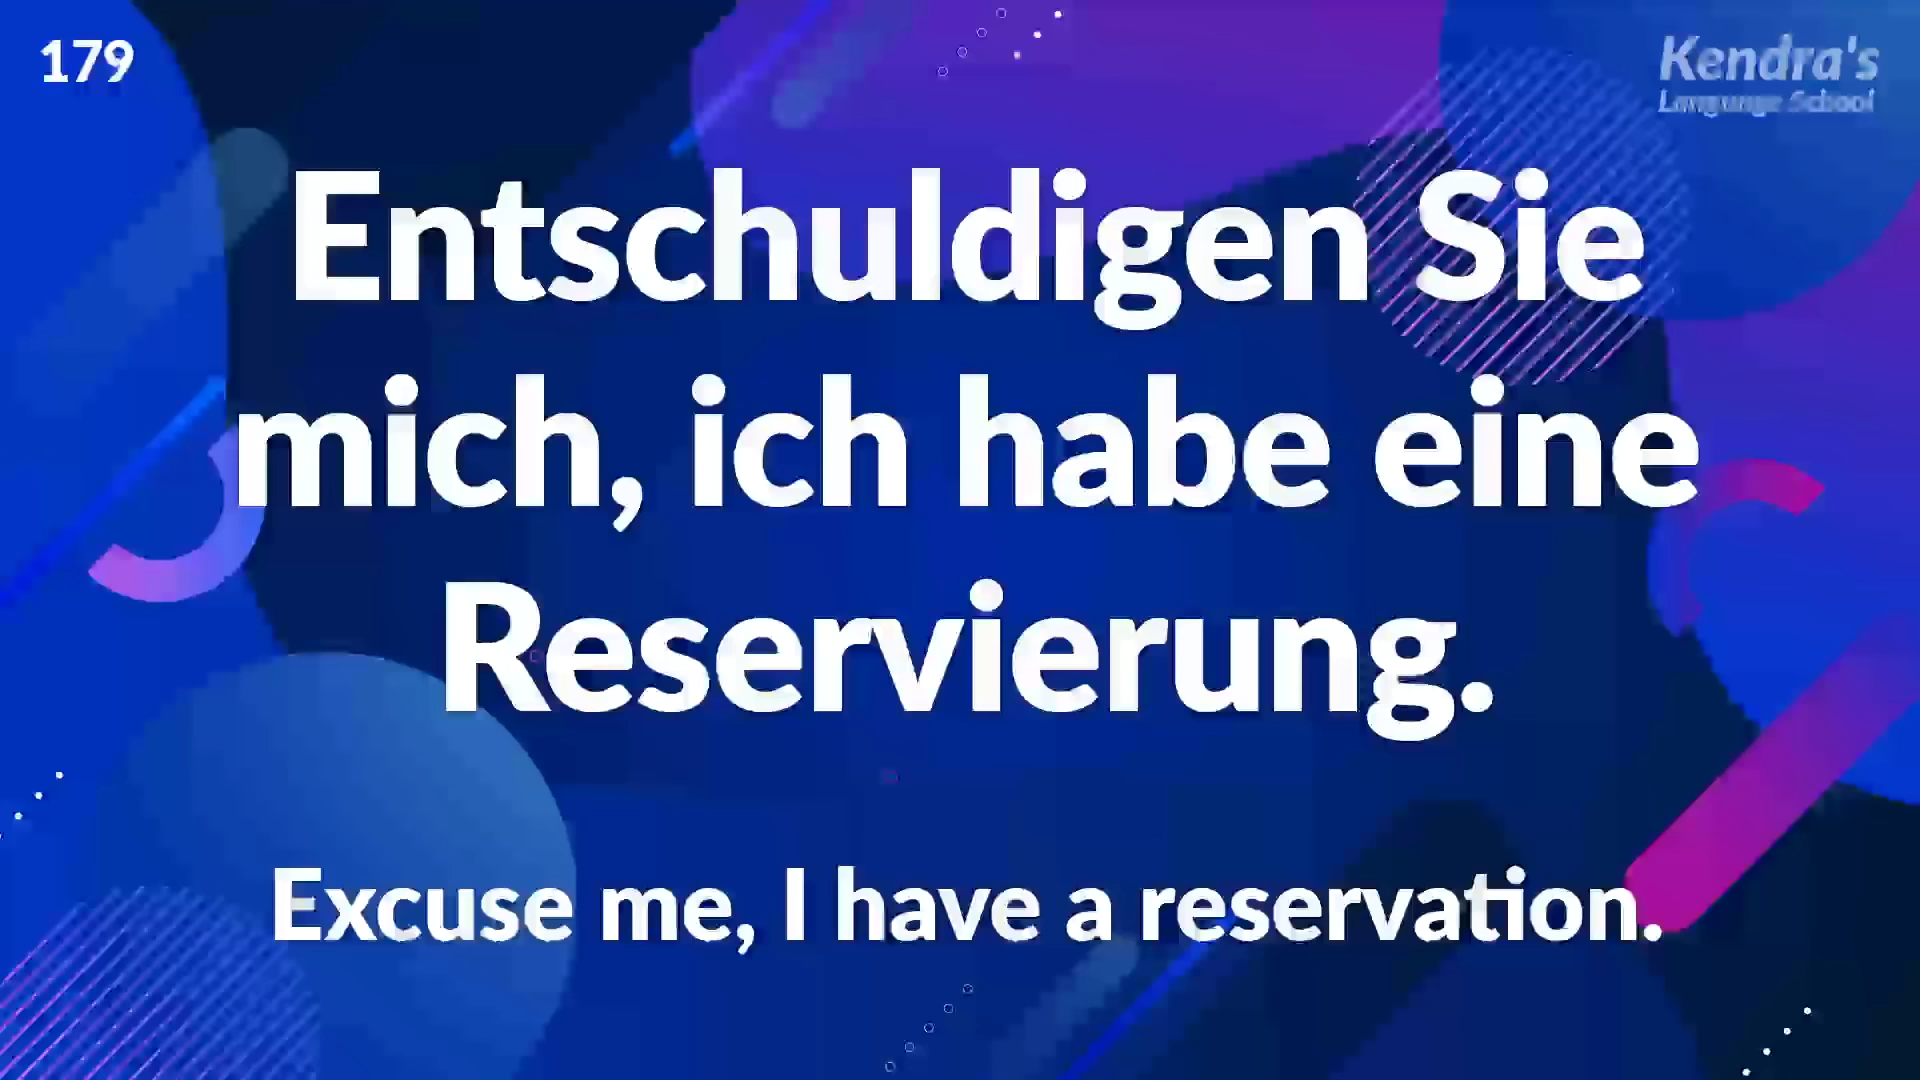 179
Kendra's
Language School
Entschuldigen Sie
mich, ich habe eine
Reservierung.
Excuse me, I have a reservation.